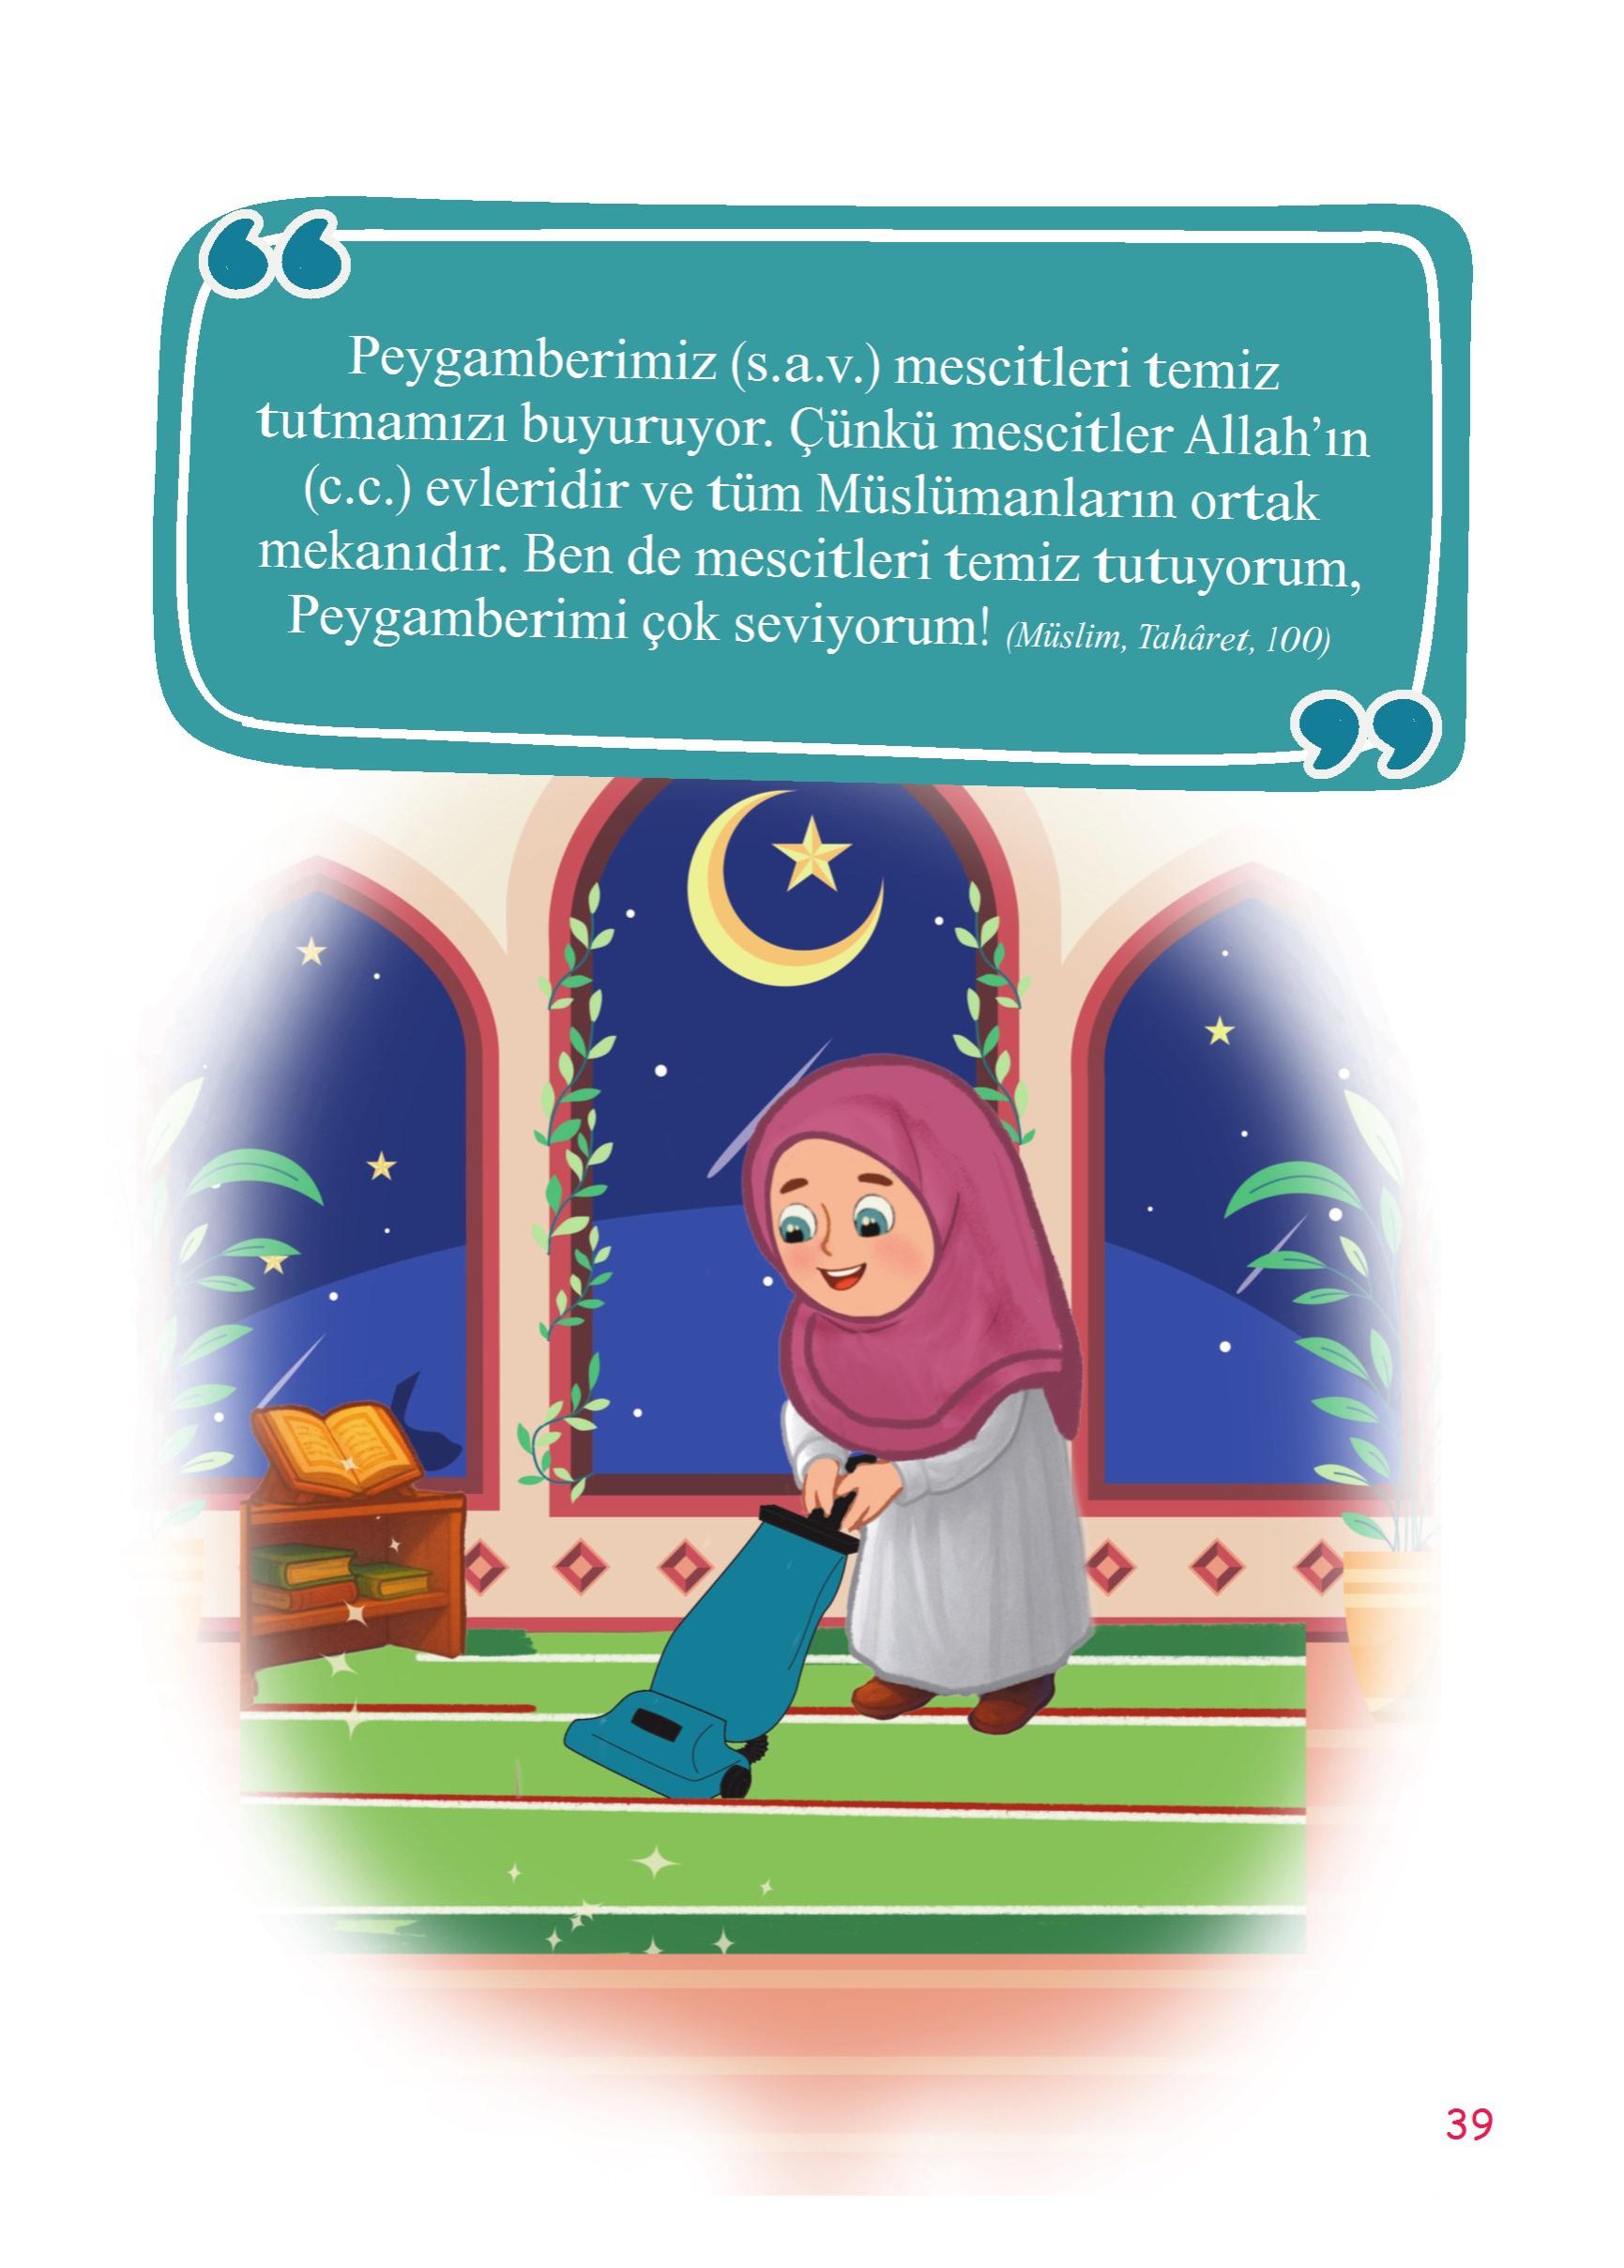 Peygamberimiz (s.a.v.) mescitleri temiz
tutmamızı buyuruyor. Çünkü mescitler Allah’ın
(c.c.) evleridir ve tüm Müslümanların ortak
mekanıdır. Ben de mescitleri temiz tutuyorum,
Peygamberimi çok seviyorum! (Müslim, Tahâret, 100)
39